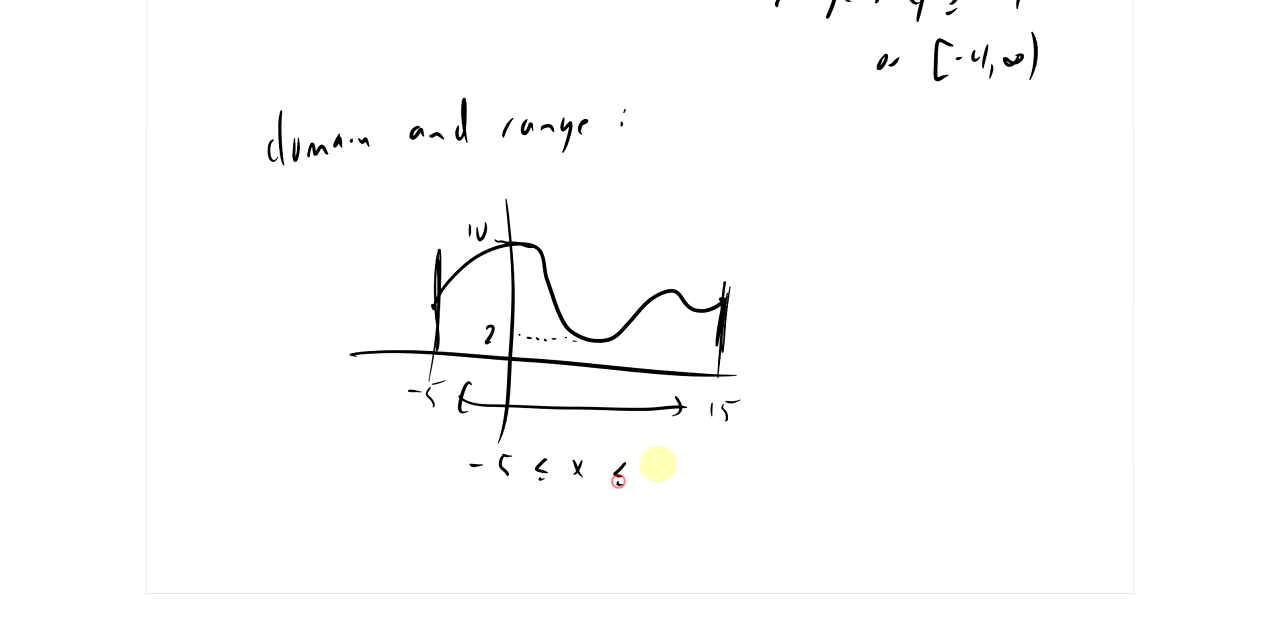 or [-4, ∞)
domain and range :
10
2
-5 15
-5 ≤ x ≤